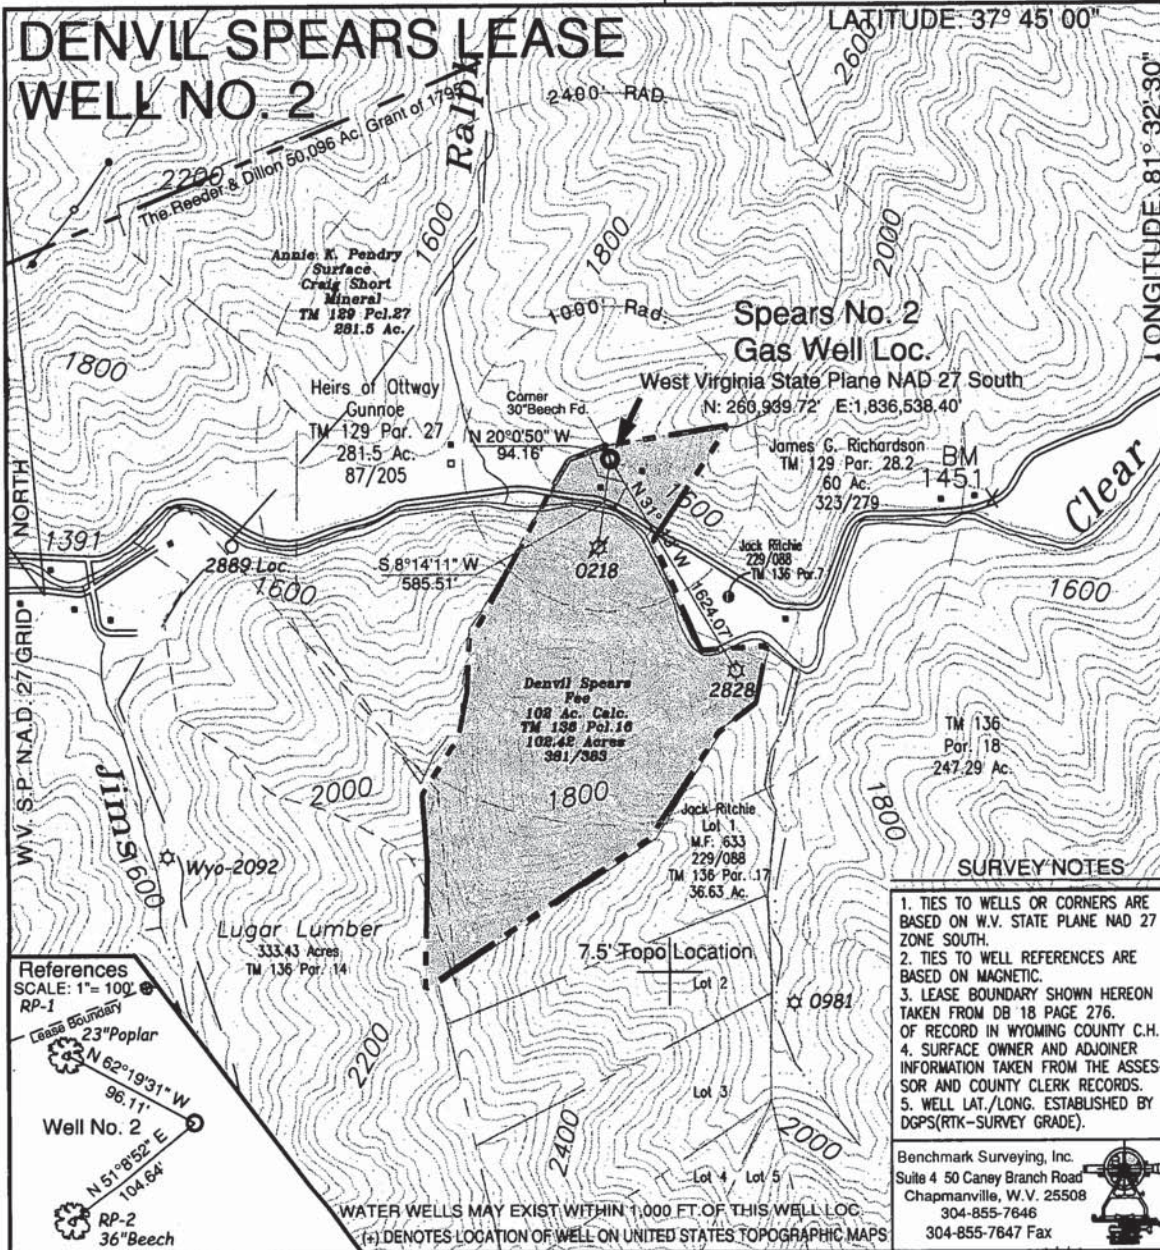 DENVIL SPEARS LEASE
WELL NO. 2
LATITUDE: 37° 45' 00"
LONGITUDE: 81° 32' 30"
2600
2400' RAD.
Ralph
The Reeder & Dillon 50,096 Ac. Grant of 1795
2200
Annie K. Pendry
Surface
Craig Short
Mineral
TM 129 Pcl.27
281.5 Ac.
1600
1800
2000
1000' Rad.
Spears No. 2
Gas Well Loc.
West Virginia State Plane NAD 27 South
N: 260,939.72' E:1,836,538.40'
1800
Heirs of Ottway
Gunnoe
TM 129 Par. 27
281.5 Ac.
87/205
Corner
30"Beech Fd.
N 20°0'50" W
94.16'
James G. Richardson
TM 129 Par. 28.2
60 Ac.
323/279
BM
1451
Clear
W.V. S.P. N.A.D. 27 GRID NORTH
1391
2889 Loc.
1600
S 8°14'11" W
585.51'
0218
1600
1624.07'
Jack Ritchie
229/088
TM 136 Par.7
1600
2828
Denvil Spears
Fee
102 Ac. Calc.
TM 136 Pcl.16
102.42 Acres
381/383
TM 136
Par. 18
247.29 Ac.
Jims
1600
2000
1800
1800
Wyo-2092
Jack Ritchie
Lot 1
M.F. 633
229/088
TM 136 Par. 17
36.63 Ac.
Lugar Lumber
333.43 Acres
TM 136 Par. 14
7.5' Topo Location
Lot 2
0981
2200
Lot 3
2400
2000
Lot 4 Lot 5
SURVEY NOTES
1. TIES TO WELLS OR CORNERS ARE
BASED ON W.V. STATE PLANE NAD 27
ZONE SOUTH.
2. TIES TO WELL REFERENCES ARE
BASED ON MAGNETIC.
3. LEASE BOUNDARY SHOWN HEREON
TAKEN FROM DB 18 PAGE 276.
OF RECORD IN WYOMING COUNTY C.H.
4. SURFACE OWNER AND ADJOINER
INFORMATION TAKEN FROM THE ASSES-
SOR AND COUNTY CLERK RECORDS.
5. WELL LAT./LONG. ESTABLISHED BY
DGPS(RTK-SURVEY GRADE).
References
SCALE: 1"= 100'
RP-1
Lease Boundary
23"Poplar
N 62°19'31" W
96.11'
Well No. 2
N 51°8'52" E
104.64'
RP-2
36"Beech
WATER WELLS MAY EXIST WITHIN 1,000 FT.OF THIS WELL LOC.
(+) DENOTES LOCATION OF WELL ON UNITED STATES TOPOGRAPHIC MAPS
Benchmark Surveying, Inc.
Suite 4 50 Caney Branch Road
Chapmanville, W.V. 25508
304-855-7646
304-855-7647 Fax